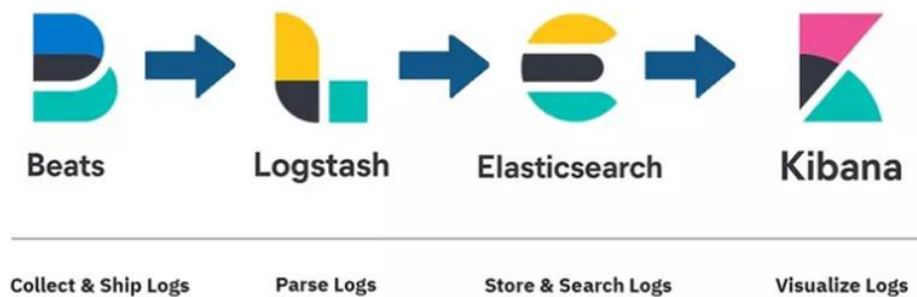 Beats
Logstash
Elasticsearch
Kibana
Collect & Ship Logs
Parse Logs
Store & Search Logs
Visualize Logs